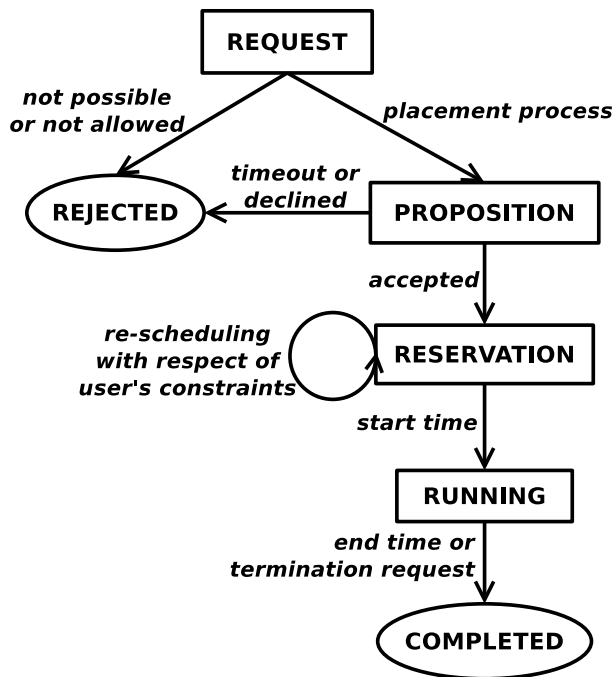 REQUEST
not possible
or not allowed
placement process
timeout or
declined
REJECTED
PROPOSITION
accepted
re-scheduling
with respect of
user's constraints
RESERVATION
start time
RUNNING
end time or
termination request
COMPLETED